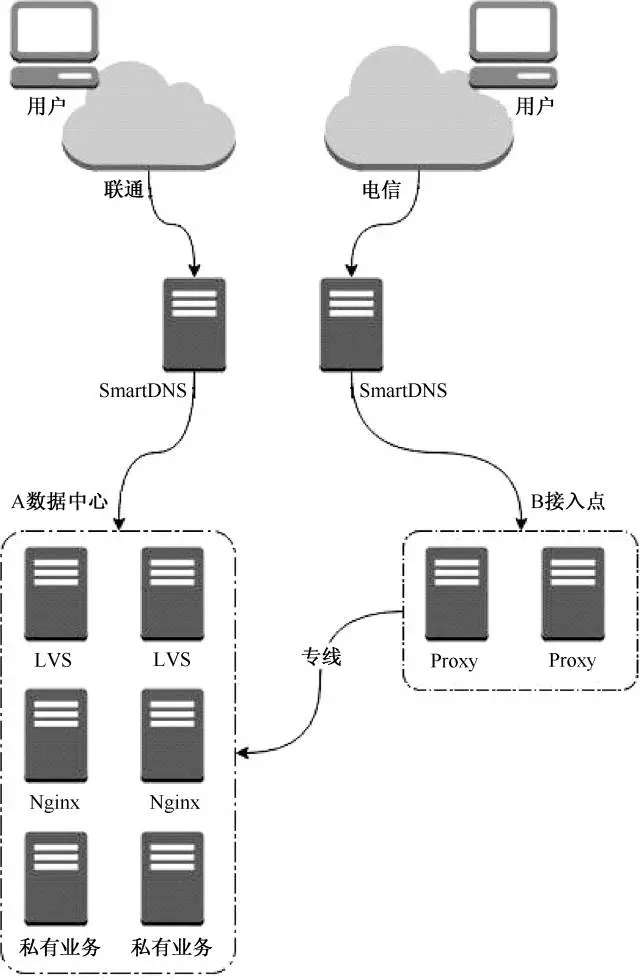 用户
用户
联通
电信
SmartDNS
SmartDNS
A数据中心
B接入点
LVS
LVS
Proxy
Proxy
专线
Nginx
Nginx
私有业务
私有业务